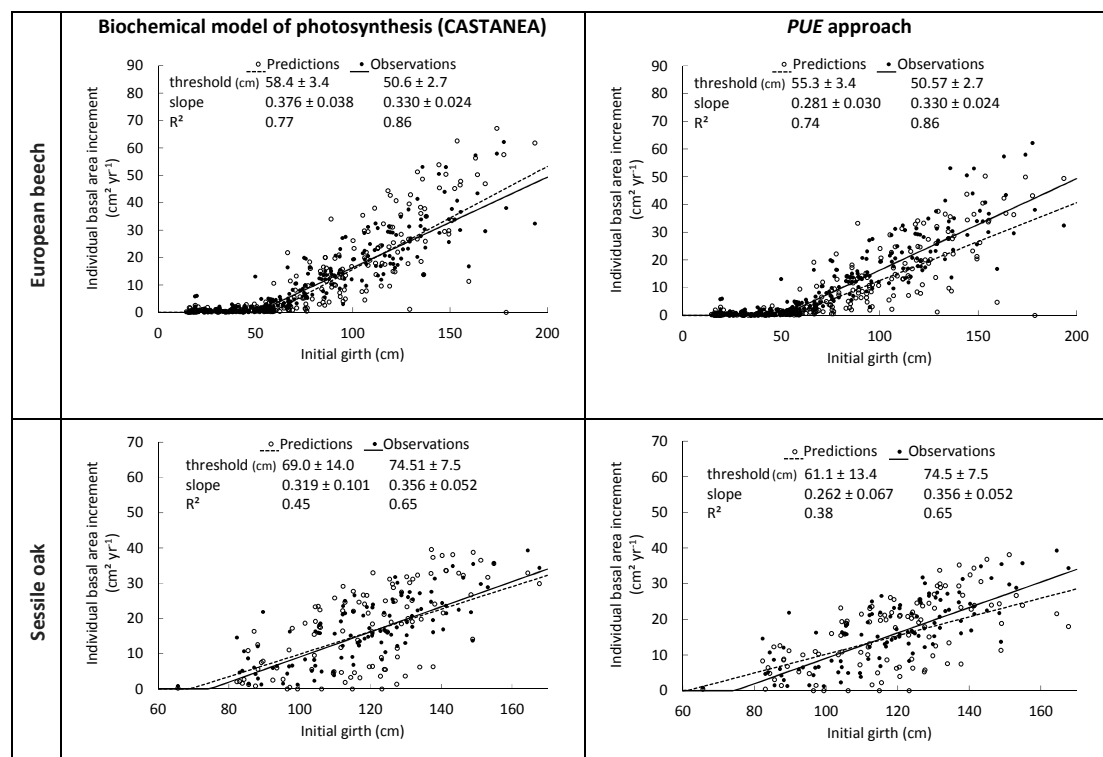 Biochemical model of photosynthesis (CASTANEA)
PUE approach
European beech
90
80
70
60
50
40
30
20
10
0
Individual basal area increment
(cm² yr⁻¹)
Predictions Observations
threshold (cm) 58.4 ± 3.4 50.6 ± 2.7
slope 0.376 ± 0.038 0.330 ± 0.024
R² 0.77 0.86
0 50 100 150 200
Initial girth (cm)
90
80
70
60
50
40
30
20
10
0
Individual basal area increment
(cm² yr⁻¹)
Predictions Observations
threshold (cm) 55.3 ± 3.4 50.57 ± 2.7
slope 0.281 ± 0.030 0.330 ± 0.024
R² 0.74 0.86
0 50 100 150 200
Initial girth (cm)
Sessile oak
70
60
50
40
30
20
10
0
Individual basal area increment
(cm² yr⁻¹)
Predictions Observations
threshold (cm) 69.0 ± 14.0 74.51 ± 7.5
slope 0.319 ± 0.101 0.356 ± 0.052
R² 0.45 0.65
60 80 100 120 140 160
Initial girth (cm)
70
60
50
40
30
20
10
0
Individual basal area increment
(cm² yr⁻¹)
Predictions Observations
threshold (cm) 61.1 ± 13.4 74.5 ± 7.5
slope 0.262 ± 0.067 0.356 ± 0.052
R² 0.38 0.65
60 80 100 120 140 160
Initial girth (cm)